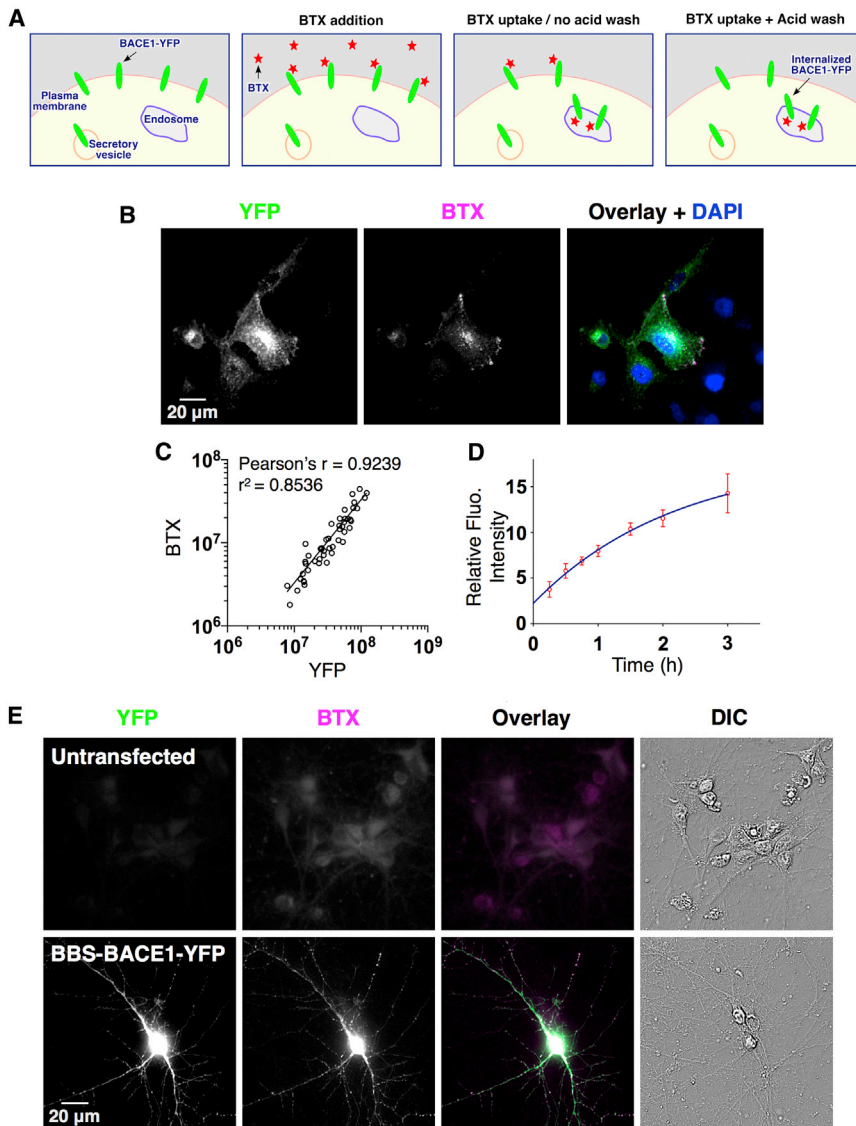 A
BTX addition
BTX uptake / no acid wash
BTX uptake + Acid wash
BACE1-YFP
Plasma
membrane
Endosome
Secretory
vesicle
BTX
Internalized
BACE1-YFP
B
YFP
BTX
Overlay + DAPI
20 µm
C
Pearson's r = 0.9239
r² = 0.8536
BTX
10⁸
10⁷
10⁶
10⁶
10⁷
10⁸
10⁹
YFP
D
Relative Fluo.
Intensity
15
10
5
0
0
1
2
3
Time (h)
E
YFP
BTX
Overlay
DIC
Untransfected
BBS-BACE1-YFP
20 µm